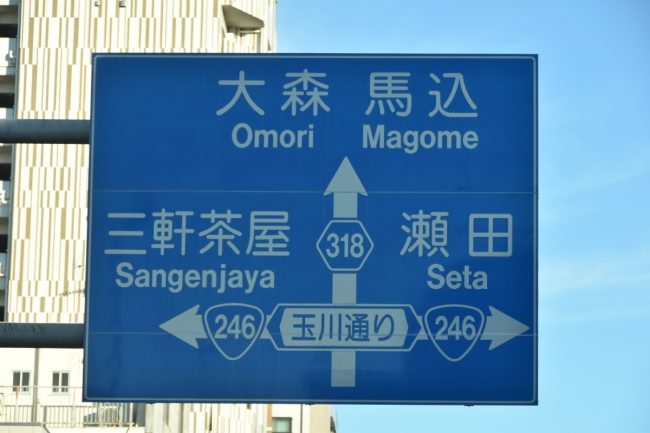 大森 馬込
Omori Magome
三軒茶屋 318 瀬田
Sangenjaya Seta
246 玉川通り 246